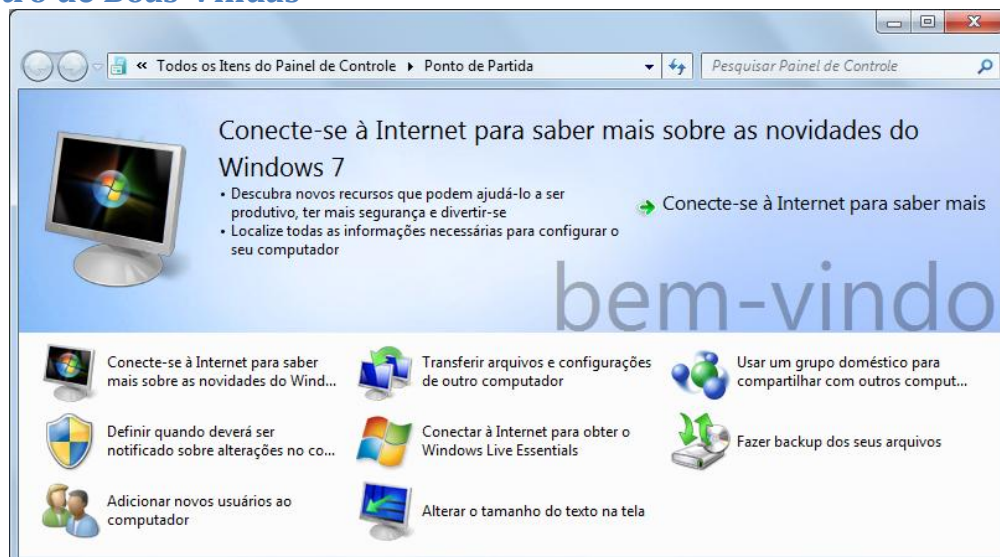 de Boas-Vindas
« Todos os Itens do Painel de Controle ▸ Ponto de Partida
Pesquisar Painel de Controle
Conecte-se à Internet para saber mais sobre as novidades do
Windows 7
• Descubra novos recursos que podem ajudá-lo a ser
produtivo, ter mais segurança e divertir-se
• Localize todas as informações necessárias para configurar o
seu computador
Conecte-se à Internet para saber mais
bem-vindo
Conecte-se à Internet para saber
mais sobre as novidades do Wind...
Transferir arquivos e configurações
de outro computador
Usar um grupo doméstico para
compartilhar com outros comput...
Definir quando deverá ser
notificado sobre alterações no co...
Conectar à Internet para obter o
Windows Live Essentials
Fazer backup dos seus arquivos
Adicionar novos usuários ao
computador
Alterar o tamanho do texto na tela